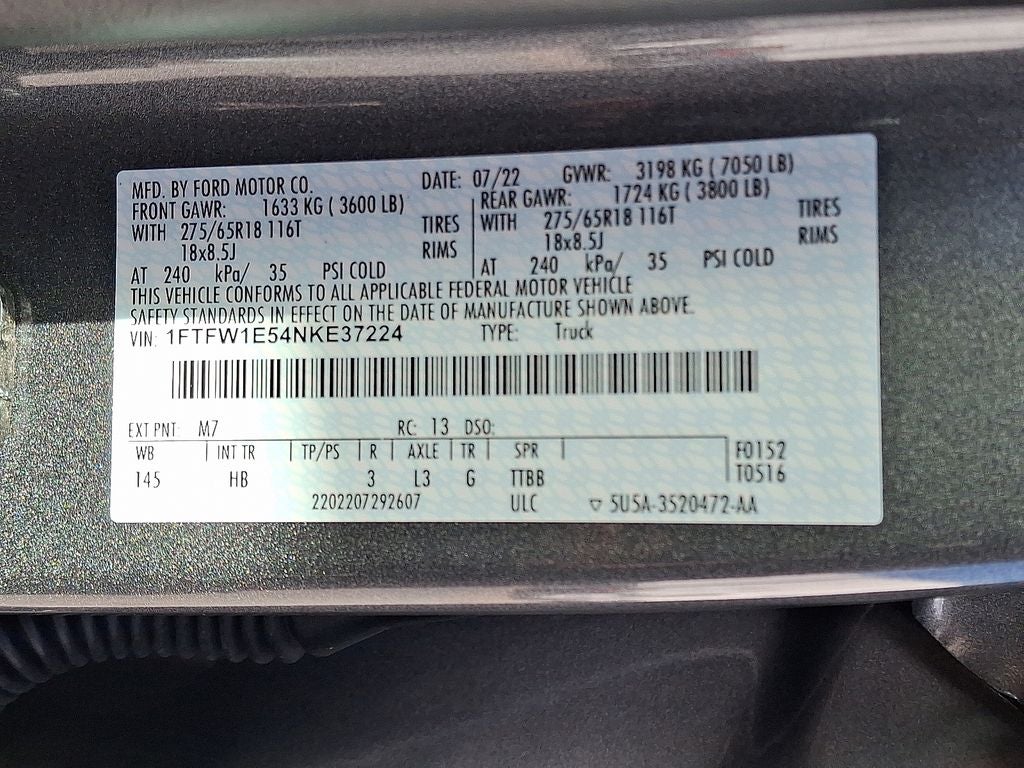 MFD. BY FORD MOTOR CO. DATE: 07/22 GVWR: 3198 KG ( 7050 LB)
FRONT GAWR: 1633 KG ( 3600 LB) REAR GAWR: 1724 KG ( 3800 LB)
WITH 275/65R18 116T TIRES WITH 275/65R18 116T TIRES
18x8.5J RIMS 18x8.5J RIMS
AT 240 kPa/ 35 PSI COLD AT 240 kPa/ 35 PSI COLD
THIS VEHICLE CONFORMS TO ALL APPLICABLE FEDERAL MOTOR VEHICLE
SAFETY STANDARDS IN EFFECT ON THE DATE OF MANUFACTURE SHOWN ABOVE.
VIN: 1FTFW1E54NKE37224 TYPE: Truck
EXT PNT: M7 RC: 13 DSO:
WB INT TR TP/PS R AXLE TR SPR F0152
145 HB 3 L3 G TTBB T0516
2202207292607 ULC ▽ 5U5A-3520472-AA